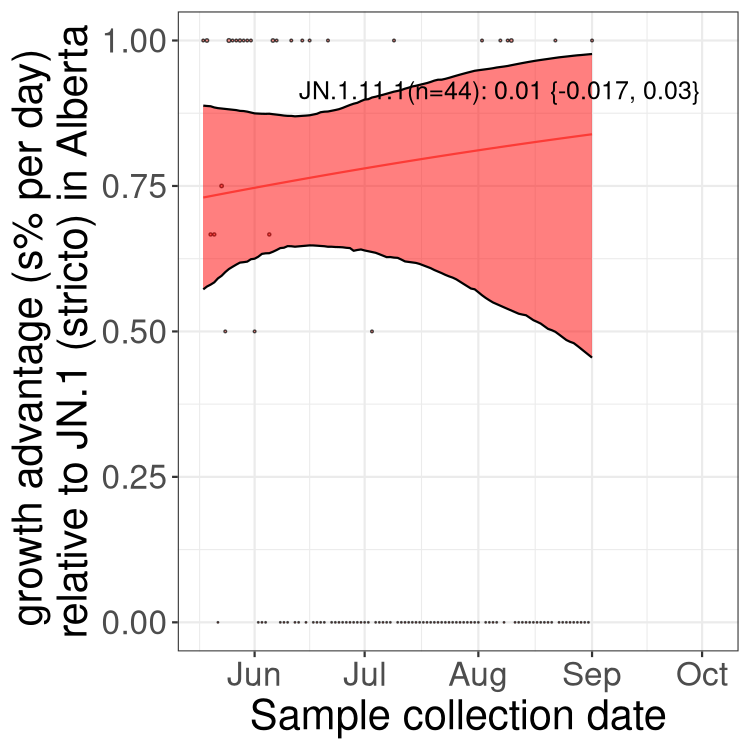 growth advantage (s% per day)
relative to JN.1 (stricto) in Alberta
1.00
0.75
0.50
0.25
0.00
JN.1.11.1(n=44): 0.01 {-0.017, 0.03}
Jun Jul Aug Sep Oct
Sample collection date